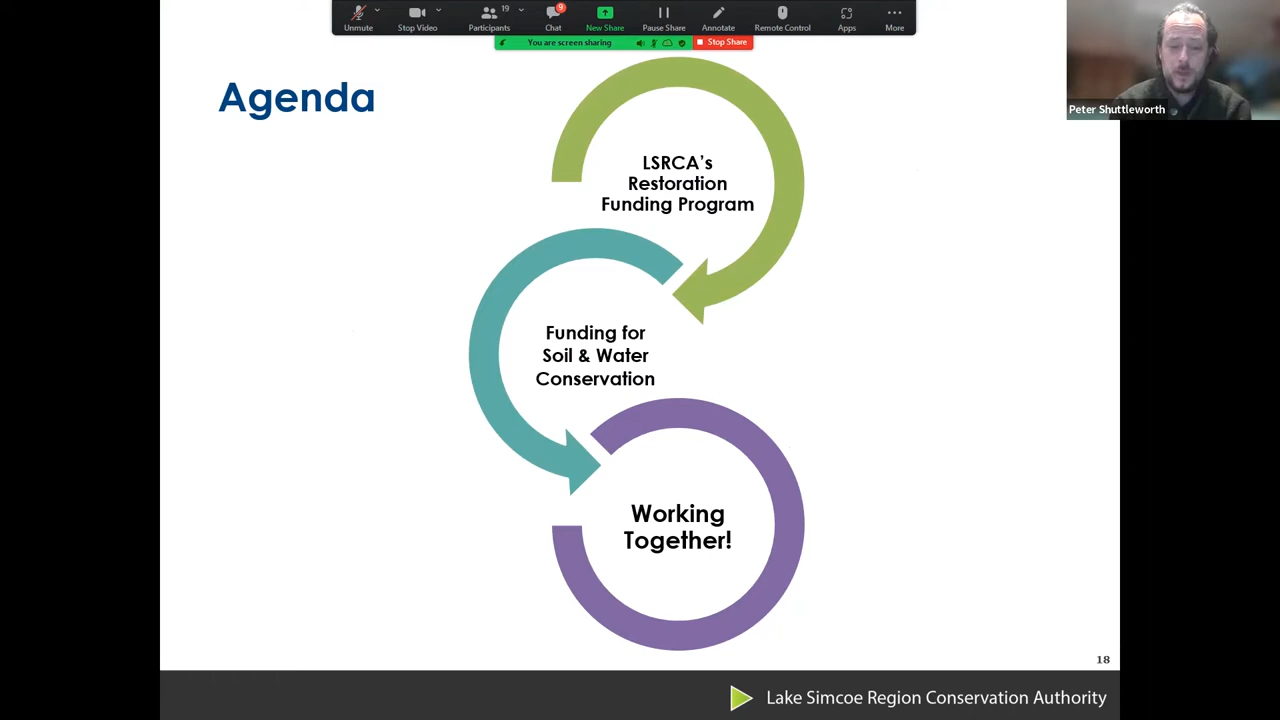 19
9
Unmute
Stop Video
Participants
Chat
New Share
Pause Share
Annotate
Remote Control
Apps
More
You are screen sharing
Stop Share
Peter Shuttleworth
Agenda
LSRCA's
Restoration
Funding Program
Funding for
Soil & Water
Conservation
Working
Together!
18
Lake Simcoe Region Conservation Authority